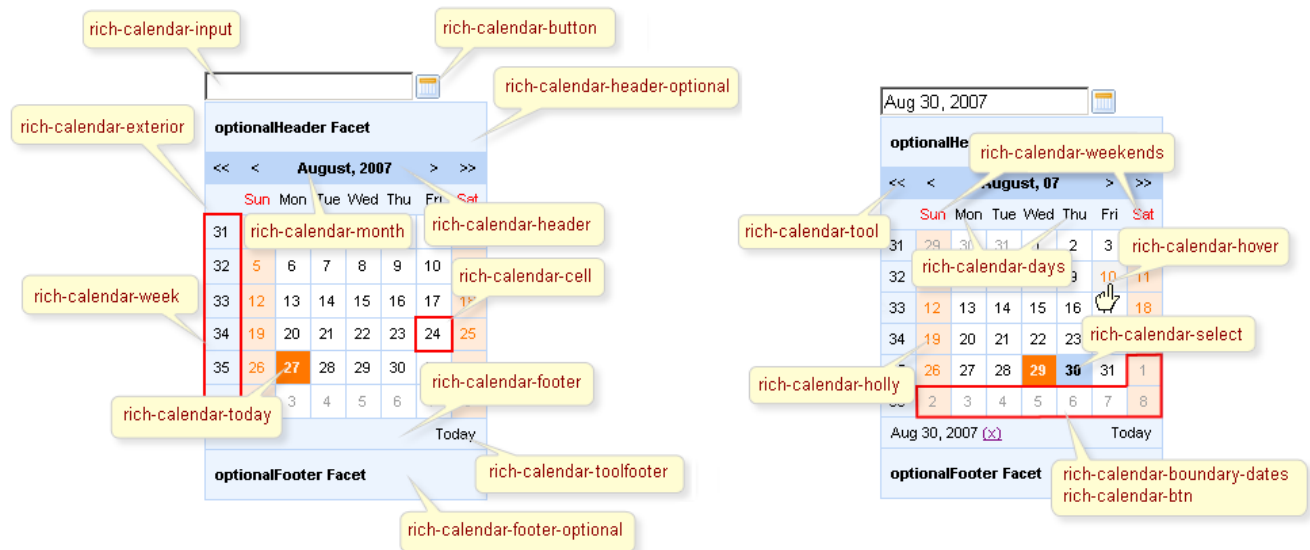 rich-calendar-input
rich-calendar-button
rich-calendar-header-optional
rich-calendar-exterior
optionalHeader Facet
<< < August, 2007 > >>
Sun Mon Tue Wed Thu Fri Sat
31
rich-calendar-month
rich-calendar-header
32 5 6 7 8 9 10
rich-calendar-cell
rich-calendar-week
33 12 13 14 15 16 17 18
34 19 20 21 22 23 24 25
35 26 27 28 29 30
rich-calendar-footer
rich-calendar-today
3 4 5 6
Today
rich-calendar-toolfooter
optionalFooter Facet
rich-calendar-footer-optional
Aug 30, 2007
optionalHe
rich-calendar-weekends
<< < August, 07 > >>
Sun Mon Tue Wed Thu Fri Sat
rich-calendar-tool
31 29 30 31 1 2 3
rich-calendar-hover
rich-calendar-days
32 9 10 11
33 12 13 14 15 16 18
34 19 20 21 22 23
rich-calendar-select
26 27 28 29 30 31 1
rich-calendar-holly
2 3 4 5 6 7 8
Aug 30, 2007 (x) Today
optionalFooter Facet
rich-calendar-boundary-dates
rich-calendar-btn